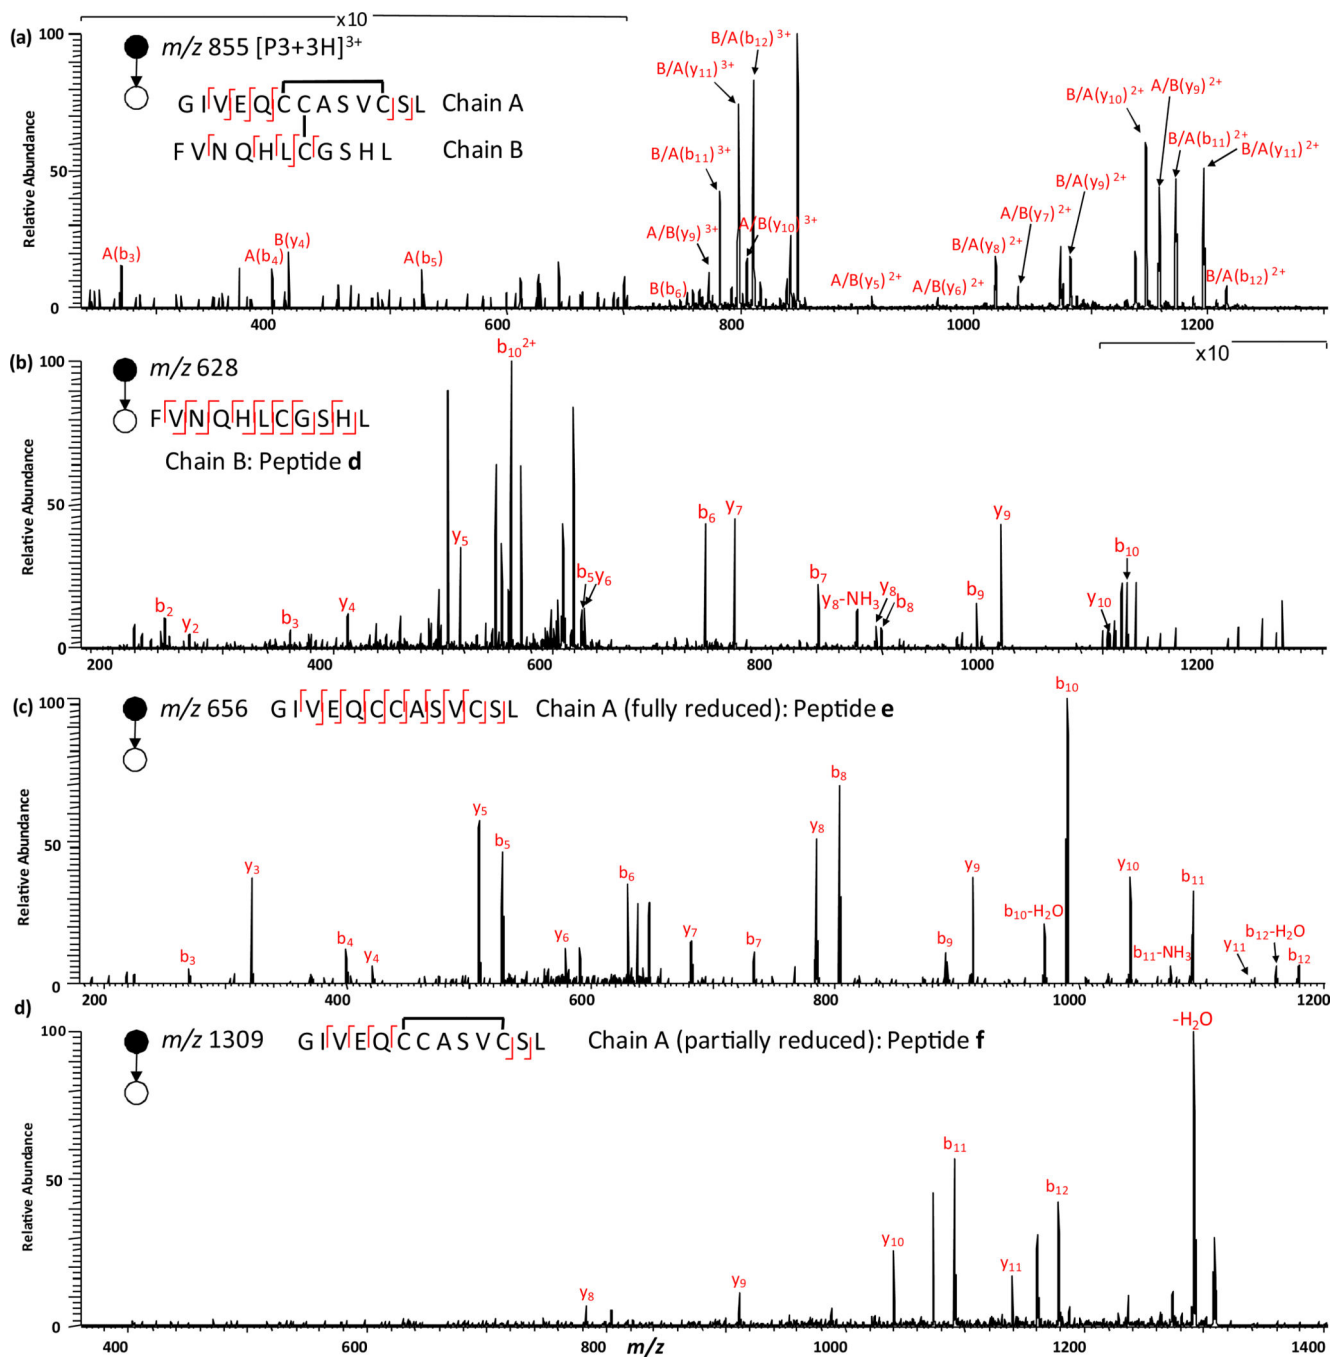 x10
(a)
100
50
0
Relative Abundance
m/z 855 [P3+3H]³⁺
G I V E Q C C A S V C S L Chain A
F V N Q H L C G S H L Chain B
A(b₃)
A(b₄)
B(y₄)
A(b₅)
B(b₆)
A/B(y₉)³⁺
B/A(b₁₁)³⁺
B/A(y₁₁)³⁺
B/A(b₁₂)³⁺
A/B(y₁₀)³⁺
A/B(y₅)²⁺
A/B(y₆)²⁺
B/A(y₈)²⁺
A/B(y₇)²⁺
B/A(y₉)²⁺
B/A(y₁₀)²⁺
A/B(y₉)²⁺
B/A(b₁₁)²⁺
B/A(y₁₁)²⁺
B/A(b₁₂)²⁺
400 600 800 1000 1200
x10
(b)
100
50
0
Relative Abundance
m/z 628
F V N Q H L C G S H L
Chain B: Peptide d
b₂
y₂
b₃
y₄
y₅
b₁₀²⁺
b₅
y₆
b₆
y₇
b₇
y₈-NH₃
y₈
b₈
b₉
y₉
y₁₀
b₁₀
200 400 600 800 1000 1200
(c)
100
50
0
Relative Abundance
m/z 656 G I V E Q C C A S V C S L Chain A (fully reduced): Peptide e
b₃
y₃
b₄
y₄
y₅
b₅
y₆
b₆
y₇
b₇
y₈
b₈
b₉
y₉
b₁₀-H₂O
b₁₀
y₁₀
b₁₁-NH₃
b₁₁
y₁₁
b₁₂-H₂O
b₁₂
200 400 600 800 1000 1200
d)
100
50
0
Relative Abundance
m/z 1309 G I V E Q C C A S V C S L Chain A (partially reduced): Peptide f
y₈
y₉
y₁₀
b₁₁
y₁₁
b₁₂
-H₂O
400 600 800 1000 1200 1400
m/z